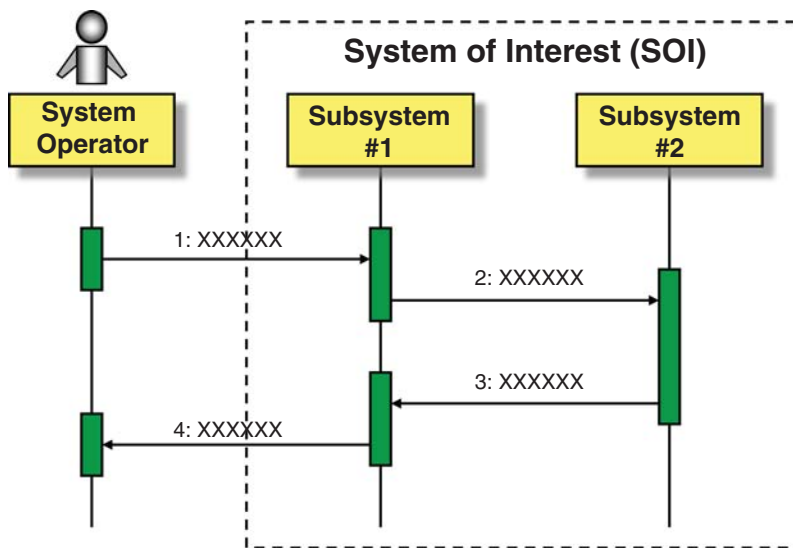 System of Interest (SOI)
System
Operator
Subsystem
#1
Subsystem
#2
1: XXXXXX
2: XXXXXX
3: XXXXXX
4: XXXXXX